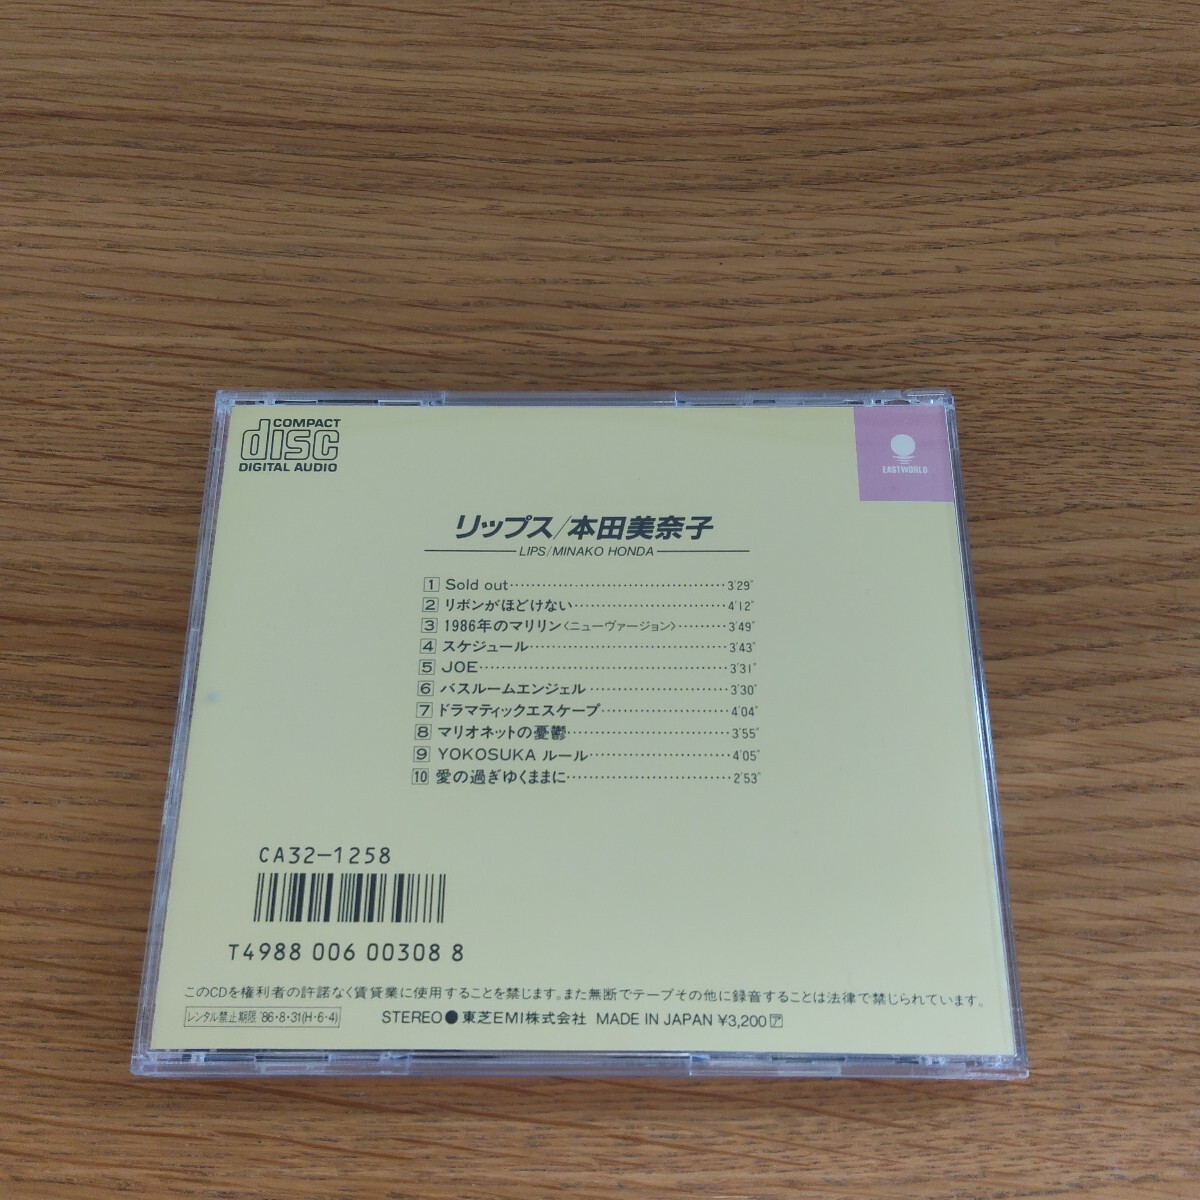 COMPACT
disc
DIGITAL AUDIO
EASTWORLD
リップス/本田美奈子
LIPS/MINAKO HONDA
1 Sold out 3'29"
2 リボンがほどけない 4'12"
3 1986年のマリリン〈ニューヴァージョン〉 3'49"
4 スケジュール 3'43"
5 JOE 3'31"
6 バスルームエンジェル 3'30"
7 ドラマティックエスケープ 4'04"
8 マリオネットの憂鬱 3'55"
9 YOKOSUKA ルール 4'05"
10 愛の過ぎゆくままに 2'53"
CA32-1258
T4988 006 00308 8
このCDを権利者の許諾なく賃貸業に使用することを禁じます。また無断でテープその他に録音することは法律で禁じられています。
レンタル禁止期限 '86・8・31(H・6・4) STEREO ● 東芝EMI株式会社 MADE IN JAPAN ¥3,200 ア